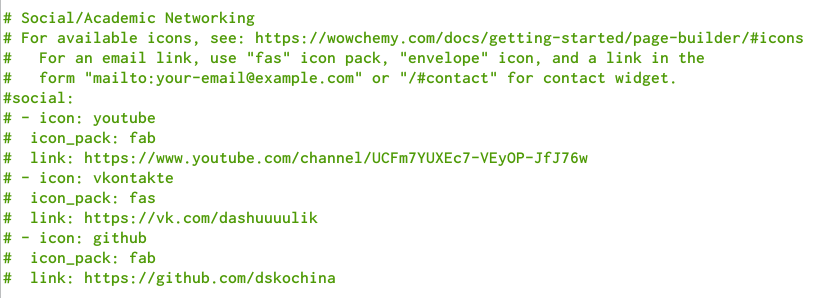 # Social/Academic Networking
# For available icons, see: https://wowchemy.com/docs/getting-started/page-builder/#icons
#   For an email link, use "fas" icon pack, "envelope" icon, and a link in the
#   form "mailto:your-email@example.com" or "/#contact" for contact widget.
#social:
# - icon: youtube
#  icon_pack: fab
#  link: https://www.youtube.com/channel/UCFm7YUXEc7-VEyOP-JfJ76w
# - icon: vkontakte
#  icon_pack: fas
#  link: https://vk.com/dashuuuulik
# - icon: github
#  icon_pack: fab
#  link: https://github.com/dskochina